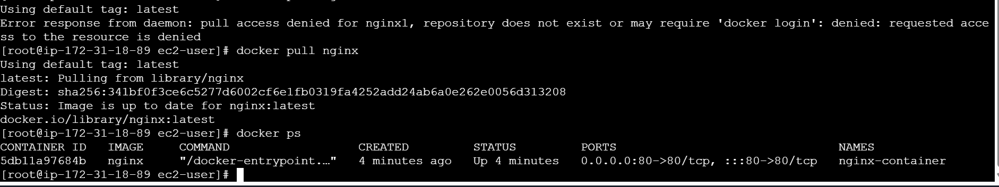 Using default tag: latest
Error response from daemon: pull access denied for nginx1, repository does not exist or may require 'docker login': denied: requested acce
ss to the resource is denied
[root@ip-172-31-18-89 ec2-user]# docker pull nginx
Using default tag: latest
latest: Pulling from library/nginx
Digest: sha256:341bf0f3ce6c5277d6002cf6e1fb0319fa4252add24ab6a0e262e0056d313208
Status: Image is up to date for nginx:latest
docker.io/library/nginx:latest
[root@ip-172-31-18-89 ec2-user]# docker ps
CONTAINER ID   IMAGE     COMMAND                  CREATED         STATUS         PORTS                               NAMES
5db11a97684b   nginx     "/docker-entrypoint.…"   4 minutes ago   Up 4 minutes   0.0.0.0:80->80/tcp, :::80->80/tcp   nginx-container
[root@ip-172-31-18-89 ec2-user]#